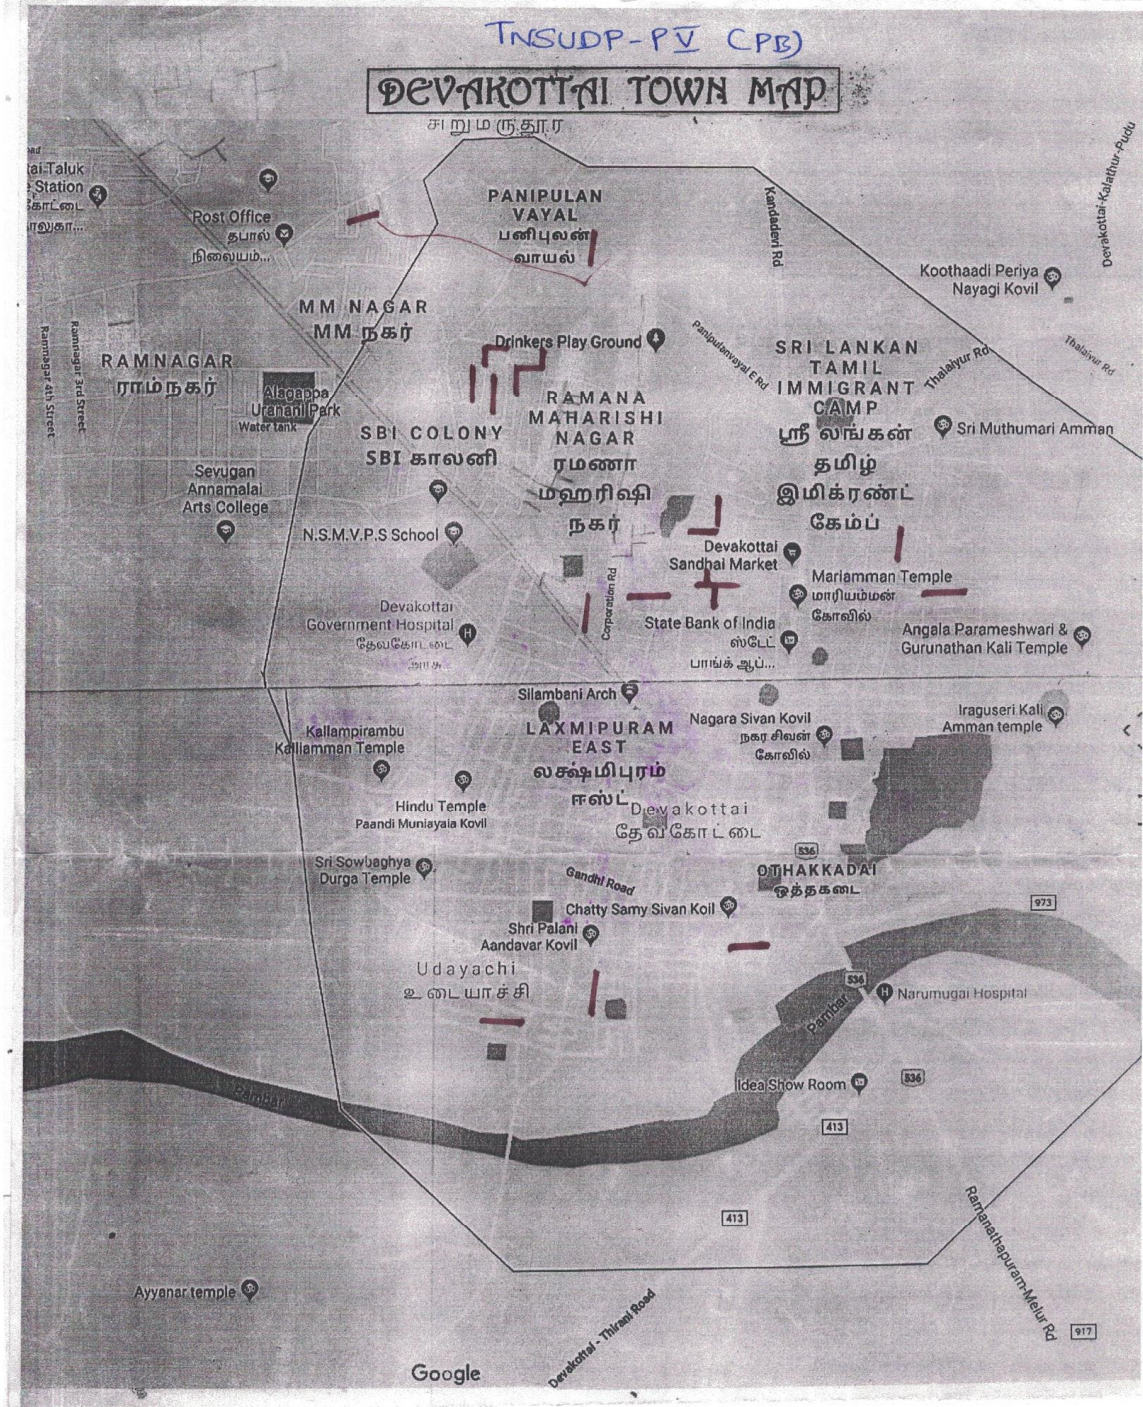 TNSUDP-PV (PB)
DEVAKOTTAI TOWN MAP
சிறுமருதூர்
tai Taluk
Station
கோட்டை
ாலுகா...
Post Office
தபால்
நிலையம்...
PANIPULAN
VAYAL
பனிபுலன்
வாயல்
Kandadevi Rd
Devakottai-Kalathur-Pudu
Koothaadi Periya
Nayagi Kovil
MM NAGAR
MM நகர்
RAMNAGAR
ராம்நகர்
Ramnagar 4th Street
Ramnagar 3rd Street
Drinkers Play Ground
Panipulanvayal E Rd
SRI LANKAN
TAMIL
IMMIGRANT
CAMP
ஸ்ரீ லங்கன்
தமிழ்
இமிக்ரண்ட்
கேம்ப்
Thalaiyur Rd
Thalaiyur Rd
Alagappa
Uranani Park
Water tank
RAMANA
MAHARISHI
NAGAR
ரமணா
மஹரிஷி
நகர்
SBI COLONY
SBI காலனி
Sri Muthumari Amman
Sevugan
Annamalai
Arts College
N.S.M.V.P.S School
Devakottai
Sandhai Market
Mariamman Temple
மாரியம்மன்
கோவில்
Corporation Rd
Devakottai
Government Hospital
தேவகோட்டை
அரசு
State Bank of India
ஸ்டேட்
பாங்க் ஆப்...
Angala Parameshwari &
Gurunathan Kali Temple
Silambani Arch
LAXMIPURAM
EAST
லக்ஷ்மிபுரம்
ஈஸ்ட்
Nagara Sivan Kovil
நகர சிவன்
கோவில்
Iraguseri Kali
Amman temple
Kallampirambu
Kalliamman Temple
Hindu Temple
Paandi Muniayaia Kovil
Devakottai
தேவகோட்டை
536
Sri Sowbaghya
Durga Temple
Gandhi Road
OTHAKKADAI
ஒத்தகடை
Chatty Samy Sivan Koil
973
Shri Palani
Aandavar Kovil
Udayachi
உடையாச்சி
536
Narumugai Hospital
Pambar
Pambar
Idea Show Room
536
413
413
Ramanathapuram-Melur Rd
Ayyanar temple
Devakottai - Thirani Road
917
Google